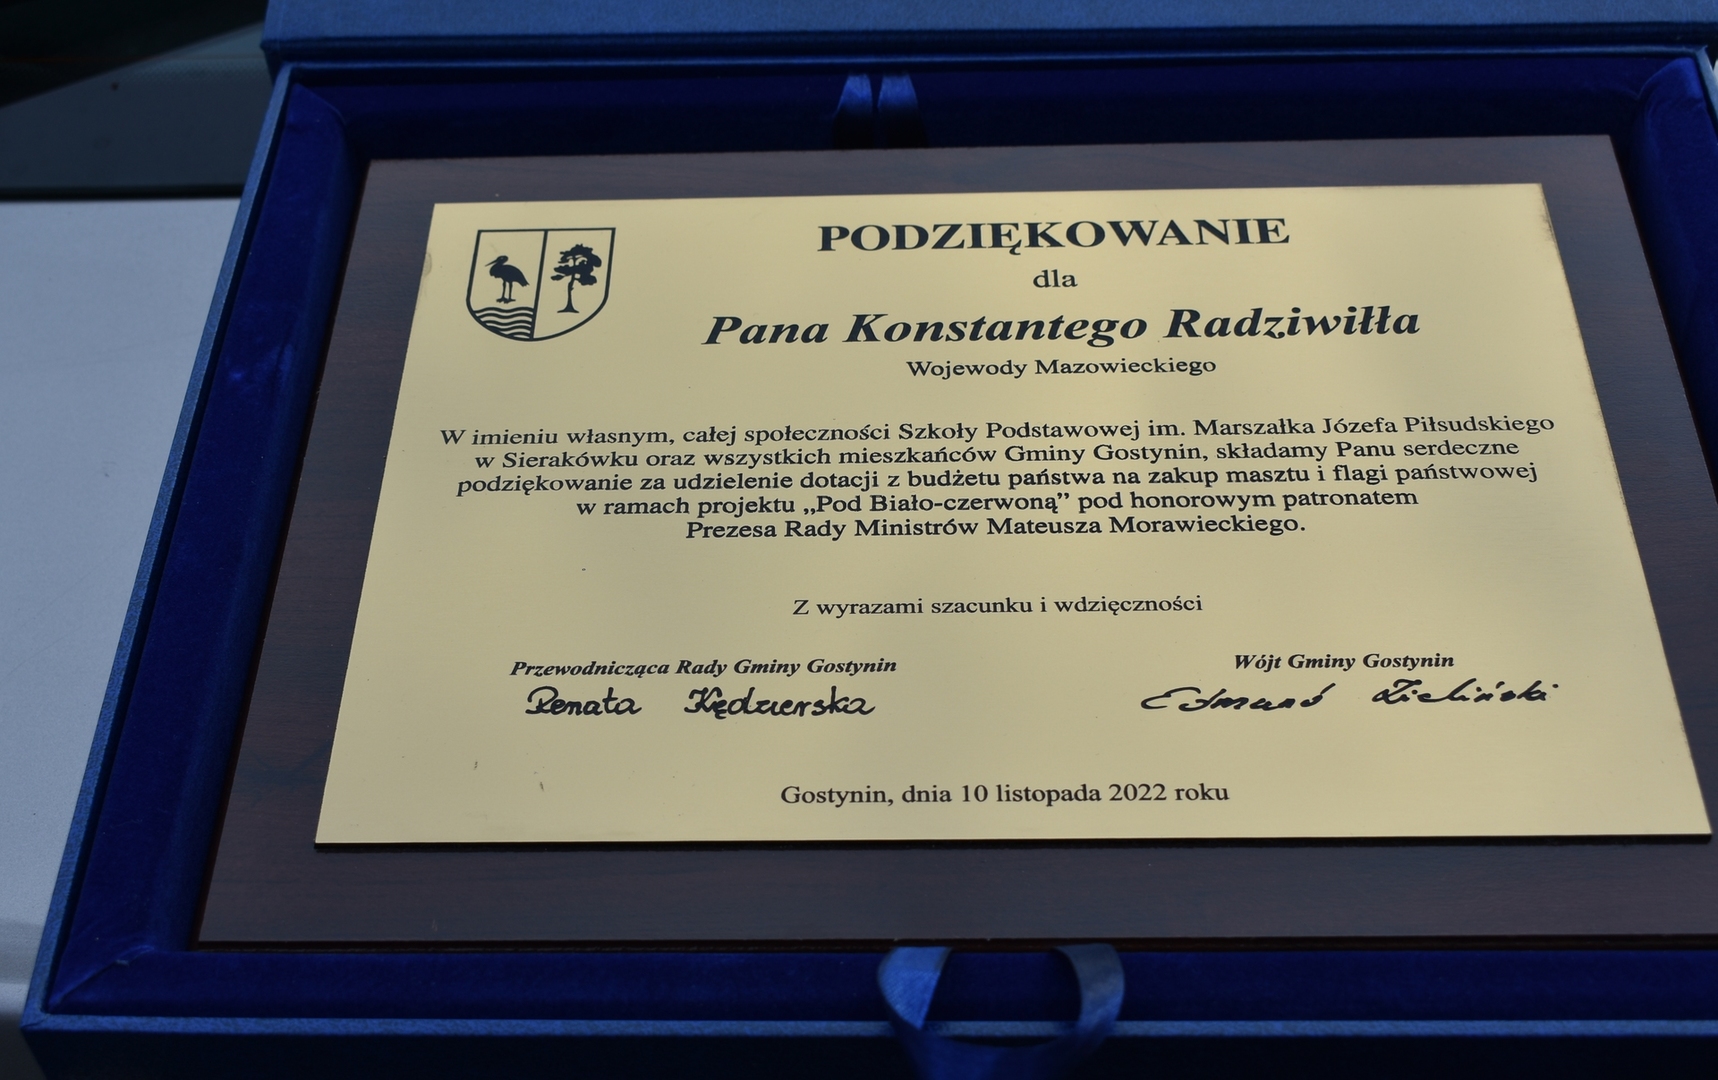 PODZIĘKOWANIE
dla
Pana Konstantego Radziwiłła
Wojewody Mazowieckiego
W imieniu własnym, całej społeczności Szkoły Podstawowej im. Marszałka Józefa Piłsudskiego
w Sierakówku oraz wszystkich mieszkańców Gminy Gostynin, składamy Panu serdeczne
podziękowanie za udzielenie dotacji z budżetu państwa na zakup masztu i flagi państwowej
w ramach projektu „Pod Biało-czerwoną” pod honorowym patronatem
Prezesa Rady Ministrów Mateusza Morawieckiego.
Z wyrazami szacunku i wdzięczności
Przewodnicząca Rady Gminy Gostynin
Renata Kędzierska
Wójt Gminy Gostynin
Edmund Zieliński
Gostynin, dnia 10 listopada 2022 roku